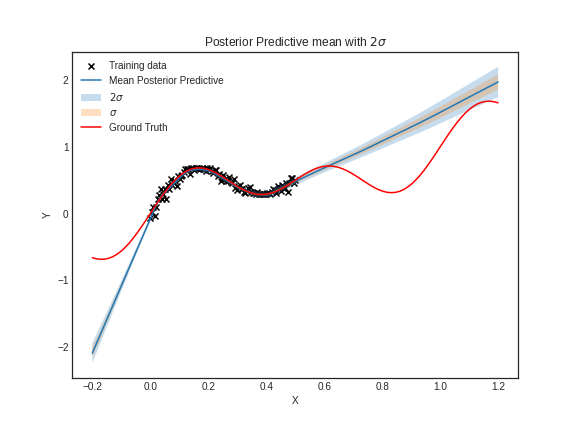 Posterior Predictive mean with 2σ
Training data
Mean Posterior Predictive
2σ
σ
Ground Truth
Y
2
1
0
−1
−2
−0.2 0.0 0.2 0.4 0.6 0.8 1.0 1.2
X